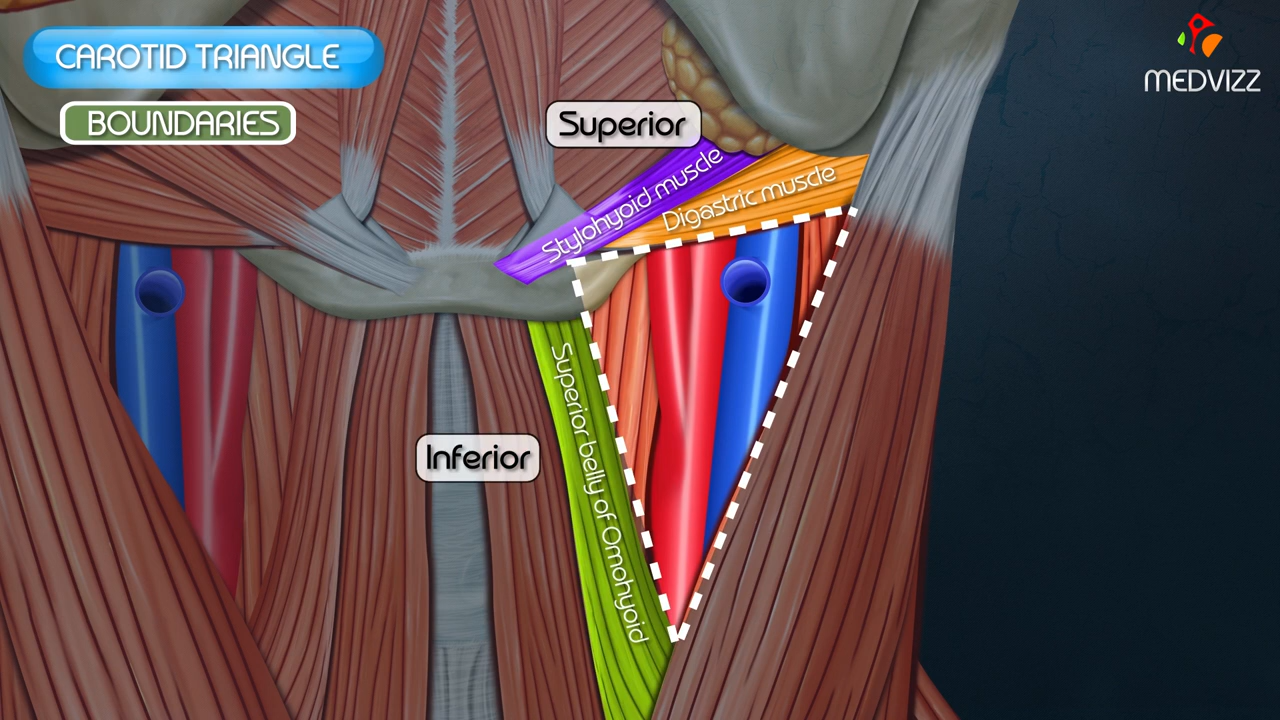 CAROTID TRIANGLE
MEDVIZZ
BOUNDARIES
Superior
Stylohyoid muscle
Digastric muscle
Superior belly of Omohyoid
Inferior